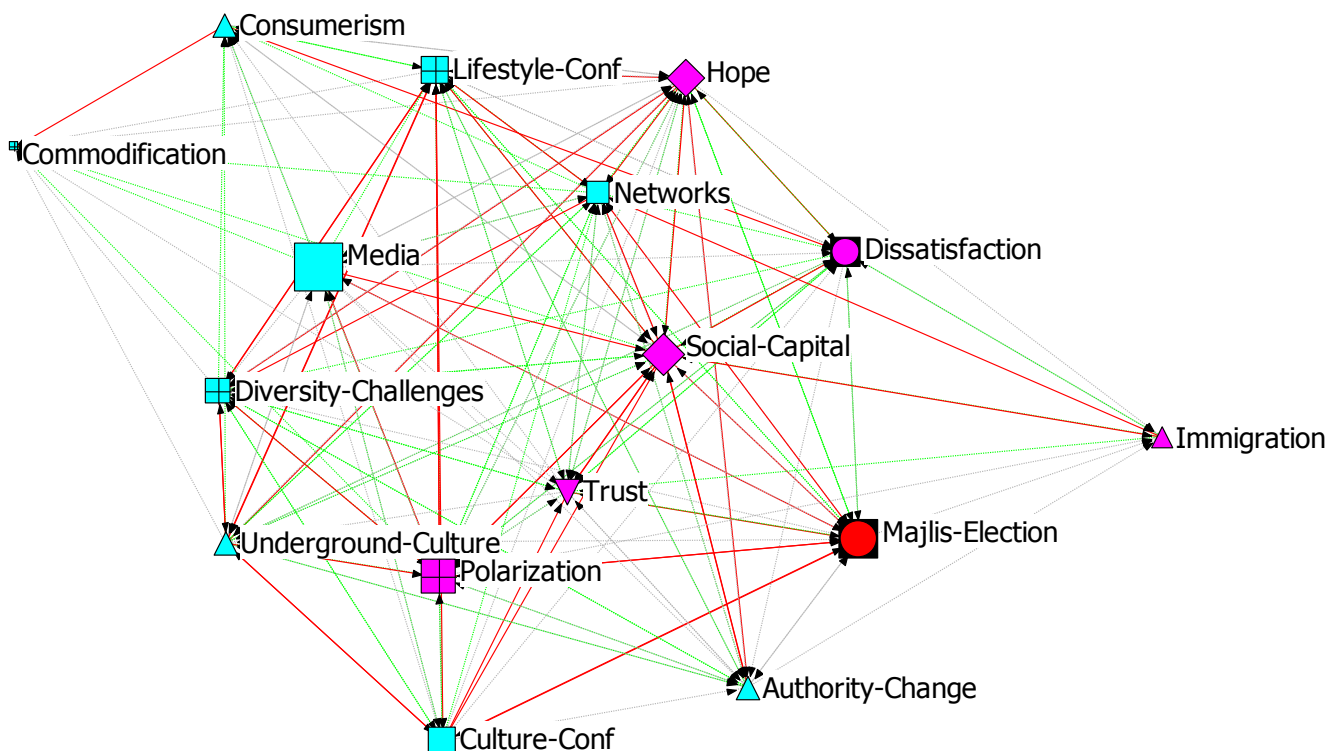 Consumerism
Lifestyle-Conf
Hope
Commodification
Networks
Media
Dissatisfaction
Social-Capital
Diversity-Challenges
Immigration
Trust
Majlis-Election
Underground-Culture
Polarization
Authority-Change
Culture-Conf